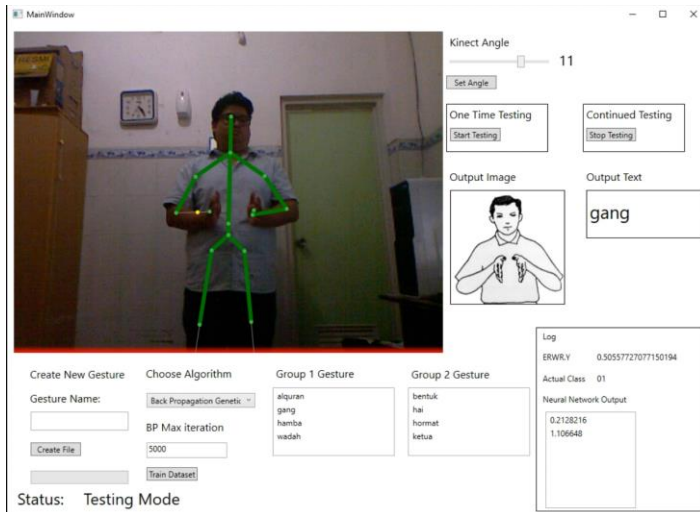 MainWindow
Kinect Angle
11
Set Angle
One Time Testing
Start Testing
Continued Testing
Stop Testing
Output Image
Output Text
gang
Create New Gesture
Gesture Name:
Create File
Choose Algorithm
Back Propagation Genetic
BP Max iteration
5000
Train Dataset
Group 1 Gesture
alquran
gang
hamba
wadah
Group 2 Gesture
bentuk
hai
hormat
ketua
Log
ERWR.Y 0.50557727077150194
Actual Class 01
Neural Network Output
0.2128216
1.106648
Status: Testing Mode